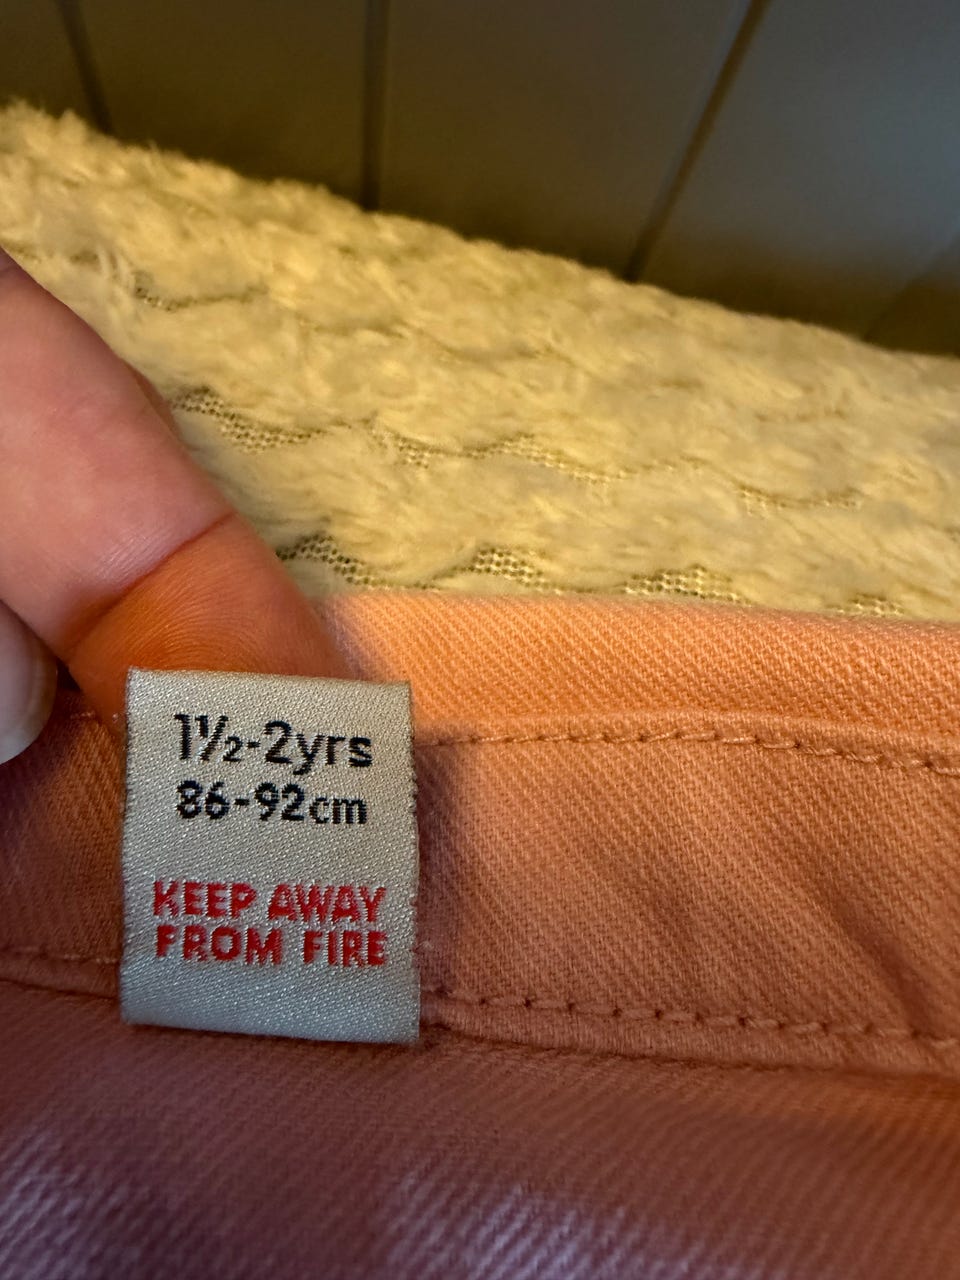 1½-2yrs
86-92cm
KEEP AWAY
FROM FIRE